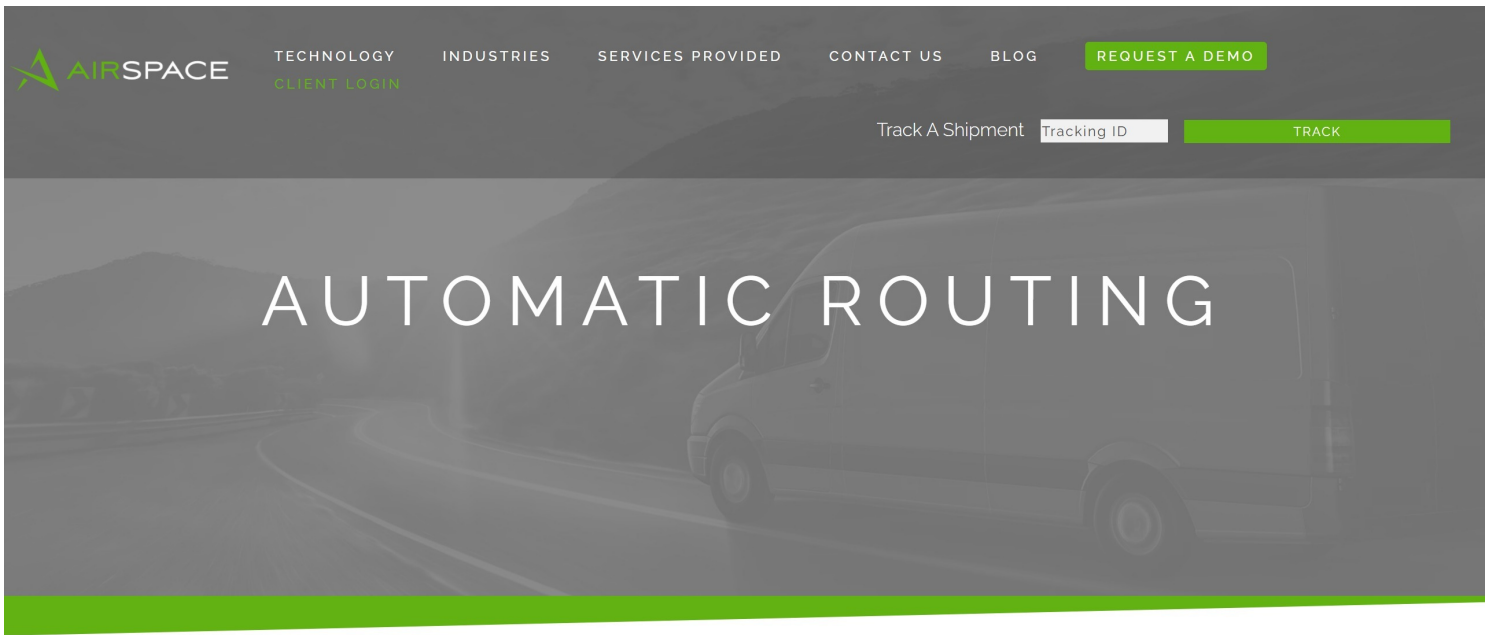 AIRSPACE
TECHNOLOGY INDUSTRIES SERVICES PROVIDED CONTACT US BLOG REQUEST A DEMO
CLIENT LOGIN
Track A Shipment Tracking ID TRACK
AUTOMATIC ROUTING